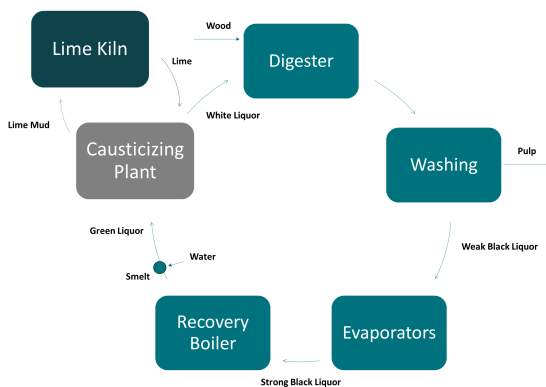 Wood
Lime Kiln
Digester
Lime
White Liquor
Lime Mud
Causticizing
Plant
Washing
Pulp
Green Liquor
Weak Black Liquor
Water
Smelt
Recovery
Boiler
Evaporators
Strong Black Liquor